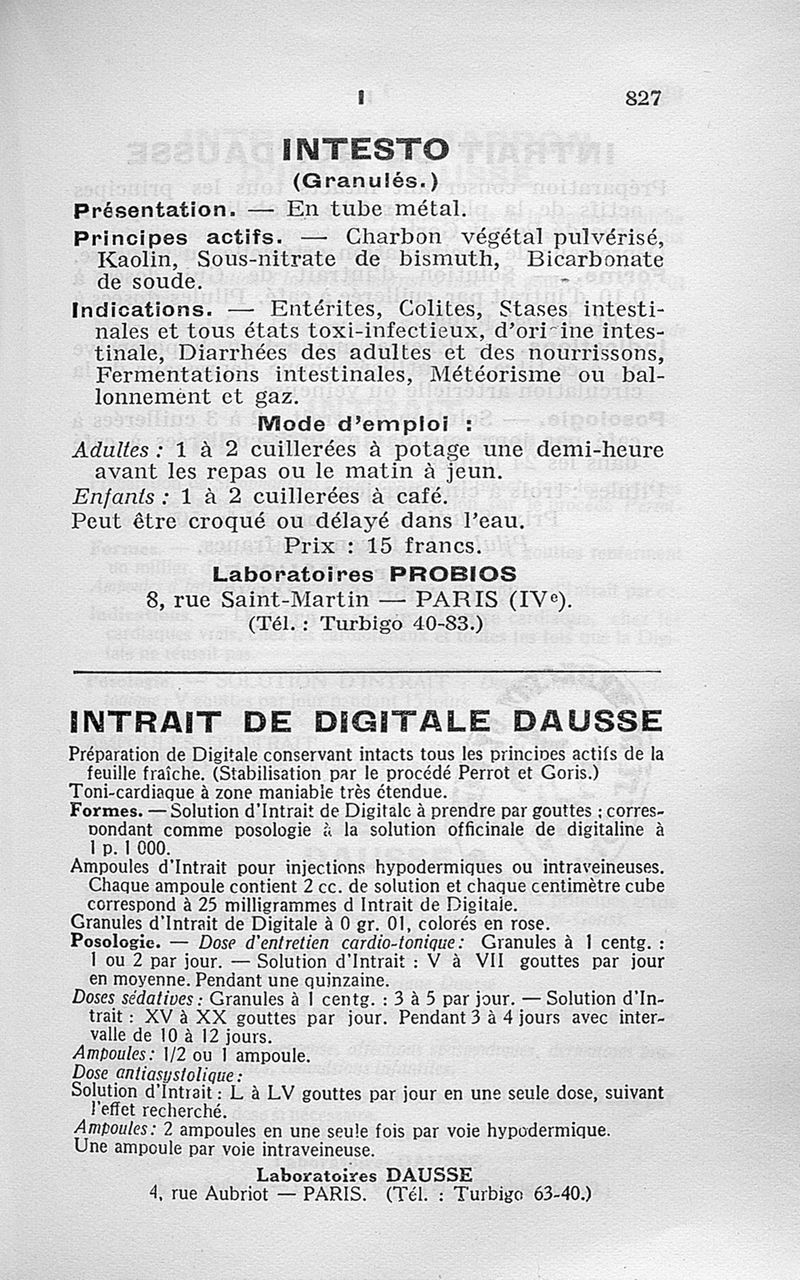 I
827
INTESTO
(Granulés.)
Présentation. — En tube métal.
Principes actifs. — Charbon végétal pulvérisé,
Kaolin, Sous-nitrate de bismuth, Bicarbonate
de soude.
Indications. — Entérites, Colites, Stases intesti-
nales et tous états toxi-infectieux, d'ori ine intes-
tinale, Diarrhées des adultes et des nourrissons,
Fermentations intestinales, Météorisme ou bal-
lonnement et gaz.
Mode d'emploi :
Adultes : 1 à 2 cuillerées à potage une demi-heure
avant les repas ou le matin à jeun.
Enfants : 1 à 2 cuillerées à café.
Peut être croqué ou délayé dans l'eau.
Prix : 15 francs.
Laboratoires PROBIOS
8, rue Saint-Martin — PARIS (IVe).
(Tél. : Turbigo 40-83.)
INTRAIT DE DIGITALE DAUSSE
Préparation de Digitale conservant intacts tous les principes actifs de la
feuille fraîche. (Stabilisation par le procédé Perrot et Goris.)
Toni-cardiaque à zone maniable très étendue.
Formes. — Solution d'Intrait de Digitale à prendre par gouttes ; corres-
pondant comme posologie à la solution officinale de digitaline à
1 p. 1 000.
Ampoules d'Intrait pour injections hypodermiques ou intraveineuses.
Chaque ampoule contient 2 cc. de solution et chaque centimètre cube
correspond à 25 milligrammes d Intrait de Digitale.
Granules d'Intrait de Digitale à 0 gr. 01, colorés en rose.
Posologie. — Dose d'entretien cardio-tonique : Granules à 1 centg. :
1 ou 2 par jour. — Solution d'Intrait : V à VII gouttes par jour
en moyenne. Pendant une quinzaine.
Doses sédatives : Granules à 1 centg. : 3 à 5 par jour. — Solution d'In-
trait : XV à XX gouttes par jour. Pendant 3 à 4 jours avec inter-
valle de 10 à 12 jours.
Ampoules : 1/2 ou 1 ampoule.
Dose antiasystolique :
Solution d'Intrait : L à LV gouttes par jour en une seule dose, suivant
l'effet recherché.
Ampoules : 2 ampoules en une seule fois par voie hypodermique.
Une ampoule par voie intraveineuse.
Laboratoires DAUSSE
4, rue Aubriot — PARIS. (Tél. : Turbigo 63-40.)